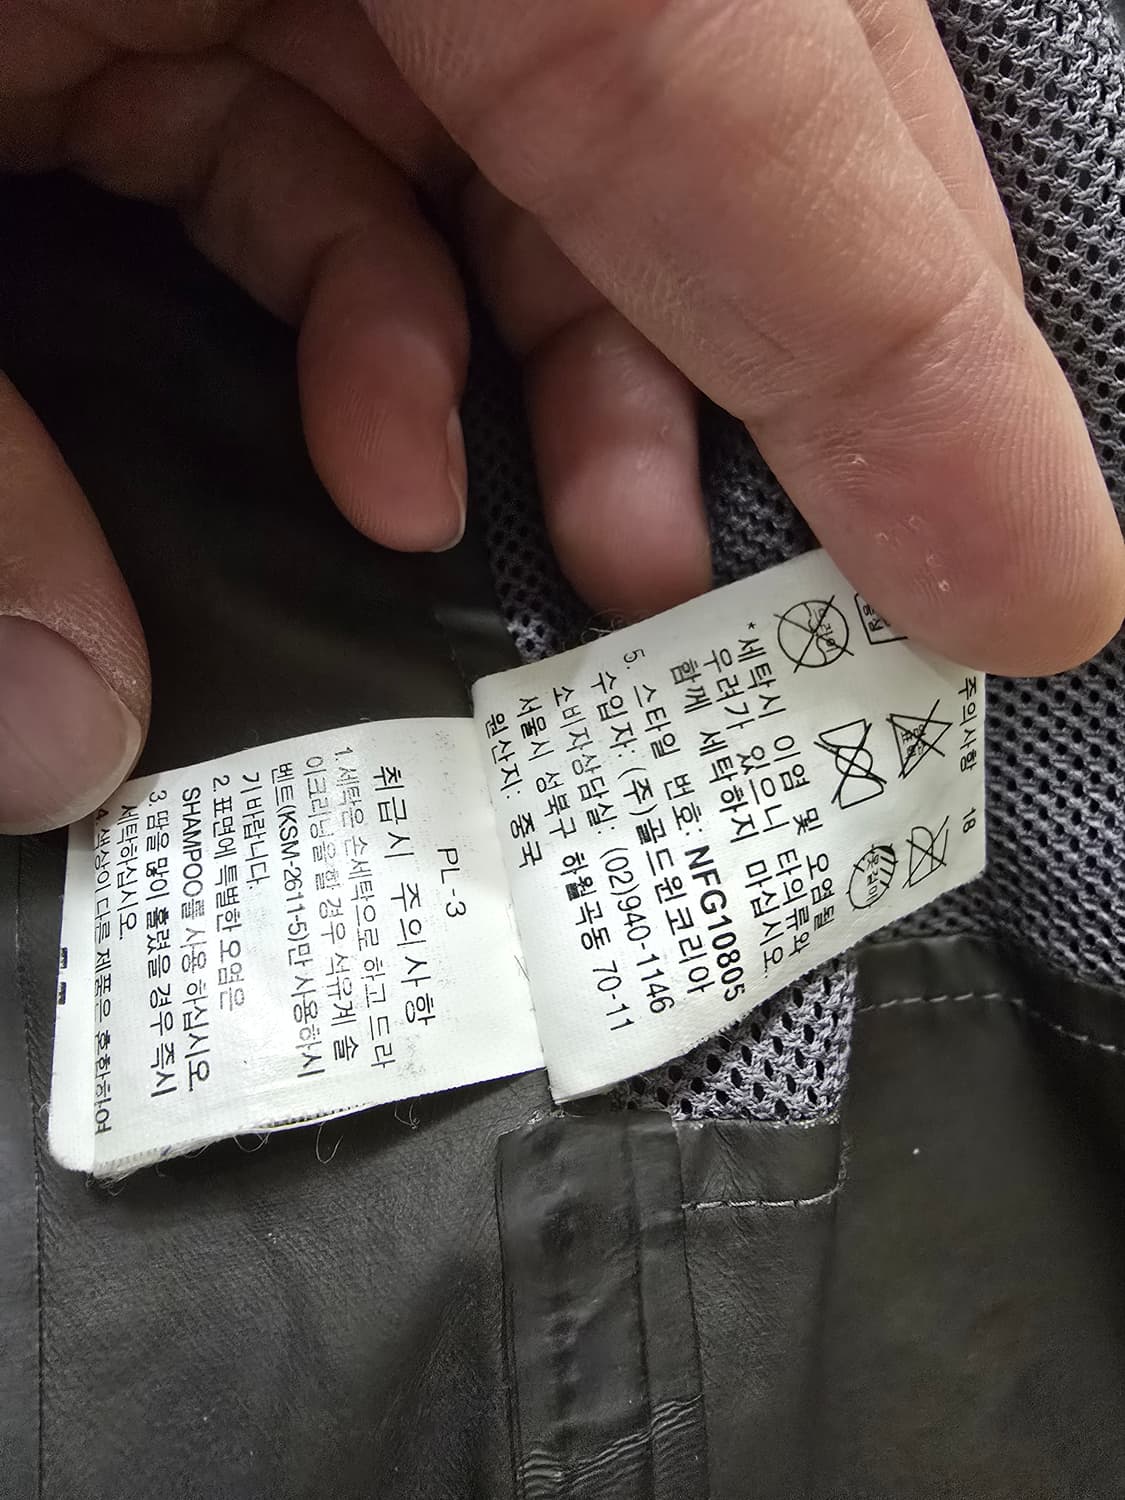 주의사항 18
드라이
* 세탁시 이염 및 오염될
우려가 있으니 타의류와
함께 세탁하지 마십시오.
5. 스타일 번호: NFG10805
수입자: (주)골드윈코리아
소비자상담실: (02)940-1146
서울시 성북구 하월곡동 70-11
원산지: 중국
PL-3
취급시 주의사항
1. 세탁은 손세탁으로 하고 드라
이크리닝을할 경우 석유계 솔
벤트(KSM-2611-5)만 사용하시
기바랍니다.
2. 표면에 특별한 오염은
SHAMPOO를 사용 하십시오.
3. 땀을 많이 흘렸을 경우 즉시
세탁하십시오.
4. 색상이 다른 제품은 혼합하여